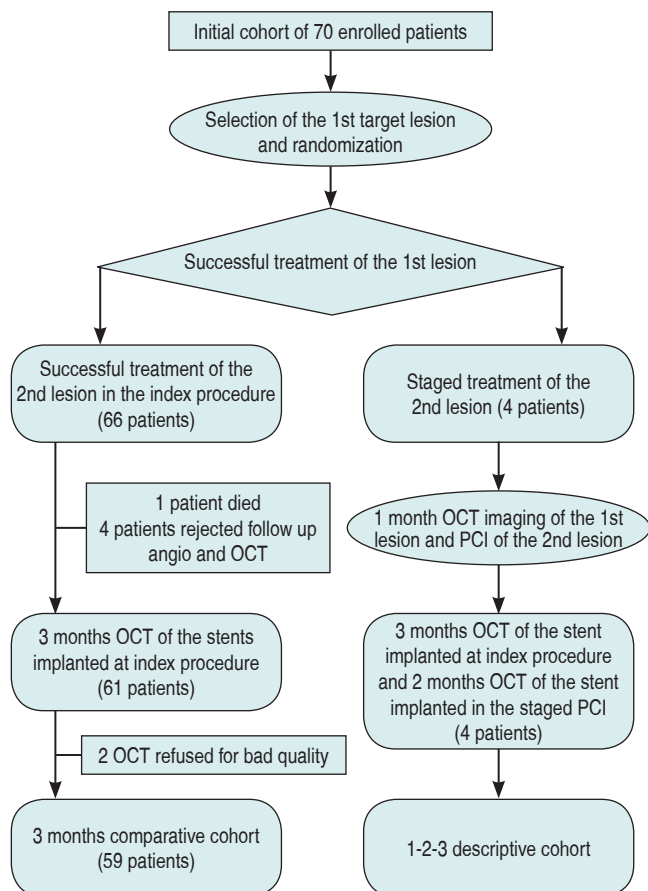 Initial cohort of 70 enrolled patients
Selection of the 1st target lesion
and randomization
Successful treatment of the 1st lesion
Successful treatment of the
2nd lesion in the index procedure
(66 patients)
Staged treatment of the
2nd lesion (4 patients)
1 patient died
4 patients rejected follow up
angio and OCT
1 month OCT imaging of the 1st
lesion and PCI of the 2nd lesion
3 months OCT of the stents
implanted at index procedure
(61 patients)
3 months OCT of the stent
implanted at index procedure
and 2 months OCT of the stent
implanted in the staged PCI
(4 patients)
2 OCT refused for bad quality
3 months comparative cohort
(59 patients)
1-2-3 descriptive cohort